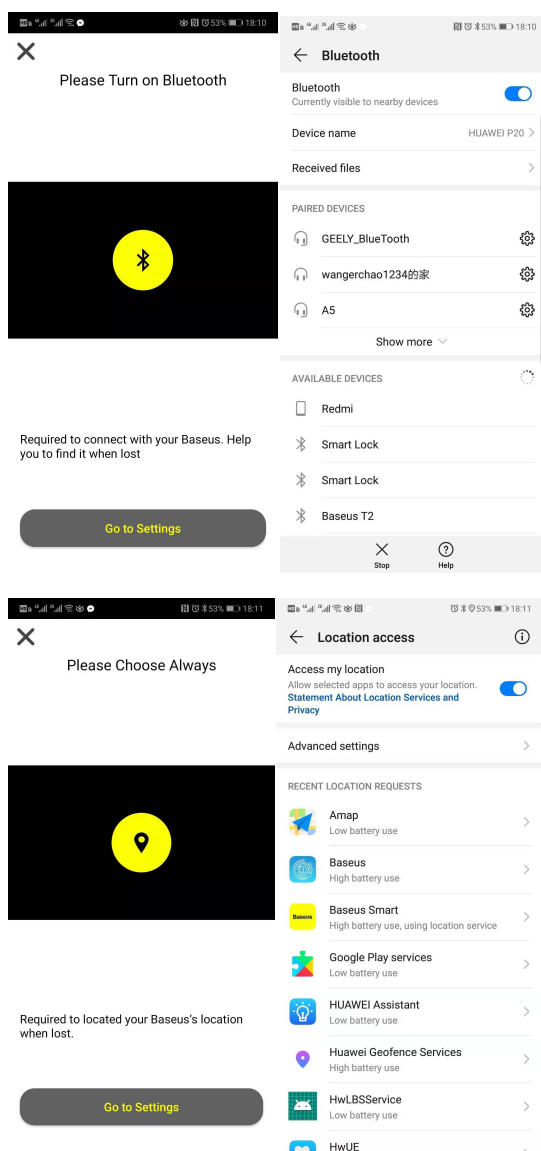 53% 18:10
Please Turn on Bluetooth
Required to connect with your Baseus. Help
you to find it when lost
Go to Settings
53% 18:10
Bluetooth
Bluetooth
Currently visible to nearby devices
Device name HUAWEI P20
Received files
PAIRED DEVICES
GEELY_BlueTooth
wangerchao1234的家
A5
Show more
AVAILABLE DEVICES
Redmi
Smart Lock
Smart Lock
Baseus T2
Stop Help
53% 18:11
Please Choose Always
Required to located your Baseus's location
when lost.
Go to Settings
53% 18:11
Location access
Access my location
Allow selected apps to access your location.
Statement About Location Services and
Privacy
Advanced settings
RECENT LOCATION REQUESTS
Amap
Low battery use
Baseus
High battery use
Baseus
Baseus Smart
High battery use, using location service
Google Play services
Low battery use
HUAWEI Assistant
Low battery use
Huawei Geofence Services
High battery use
HwLBSService
Low battery use
HwUE